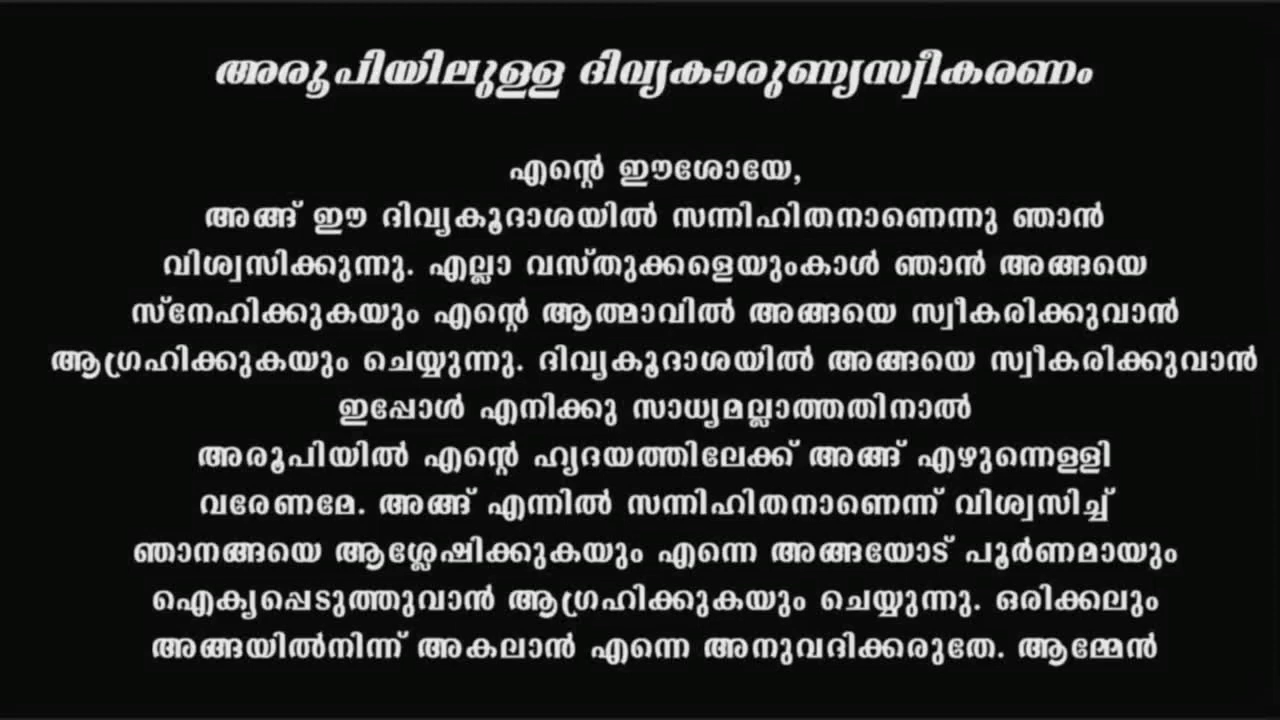 അരൂപിയിലുള്ള ദിവ്യകാരുണ്യസ്വീകരണം
എന്റെ ഈശോയേ,
അങ്ങ് ഈ ദിവ്യകൂദാശയിൽ സന്നിഹിതനാണെന്നു ഞാൻ
വിശ്വസിക്കുന്നു. എല്ലാ വസ്തുക്കളെയുംകാൾ ഞാൻ അങ്ങയെ
സ്നേഹിക്കുകയും എന്റെ ആത്മാവിൽ അങ്ങയെ സ്വീകരിക്കുവാൻ
ആഗ്രഹിക്കുകയും ചെയ്യുന്നു. ദിവ്യകൂദാശയിൽ അങ്ങയെ സ്വീകരിക്കുവാൻ
ഇപ്പോൾ എനിക്കു സാധ്യമല്ലാത്തതിനാൽ
അരൂപിയിൽ എന്റെ ഹൃദയത്തിലേക്ക് അങ്ങ് എഴുന്നെള്ളി
വരേണമേ. അങ്ങ് എന്നിൽ സന്നിഹിതനാണെന്ന് വിശ്വസിച്ച്
ഞാനങ്ങയെ ആശ്ലേഷിക്കുകയും എന്നെ അങ്ങയോട് പൂർണമായും
ഐക്യപ്പെടുത്തുവാൻ ആഗ്രഹിക്കുകയും ചെയ്യുന്നു. ഒരിക്കലും
അങ്ങയിൽനിന്ന് അകലാൻ എന്നെ അനുവദിക്കരുതേ. ആമ്മേൻ